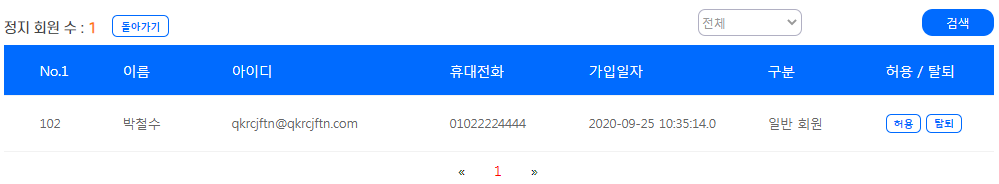 정지 회원 수 : 1 돌아가기 전체 검색
No.1 이름 아이디 휴대전화 가입일자 구분 허용 / 탈퇴
102 박철수 qkrcjftn@qkrcjftn.com 01022224444 2020-09-25 10:35:14.0 일반 회원 허용 탈퇴
« 1 »